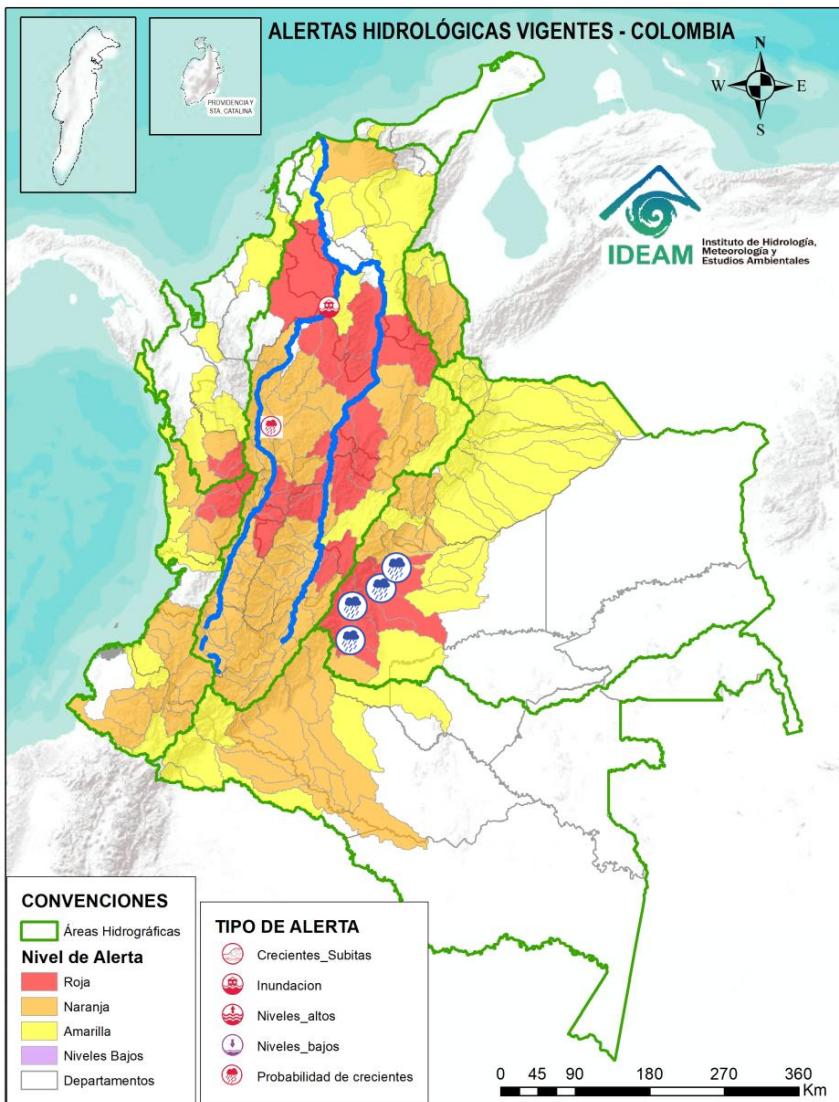 ALERTAS HIDROLÓGICAS VIGENTES - COLOMBIA
PROVIDENCIA Y
STA. CATALINA
N
W
E
S
IDEAM
Instituto de Hidrología,
Meteorología y
Estudios Ambientales
CONVENCIONES
Áreas Hidrográficas
Nivel de Alerta
Roja
Naranja
Amarilla
Niveles Bajos
Departamentos
TIPO DE ALERTA
Crecientes_Subitas
Inundacion
Niveles_altos
Niveles_bajos
Probabilidad de crecientes
0 45 90 180 270 360
Km